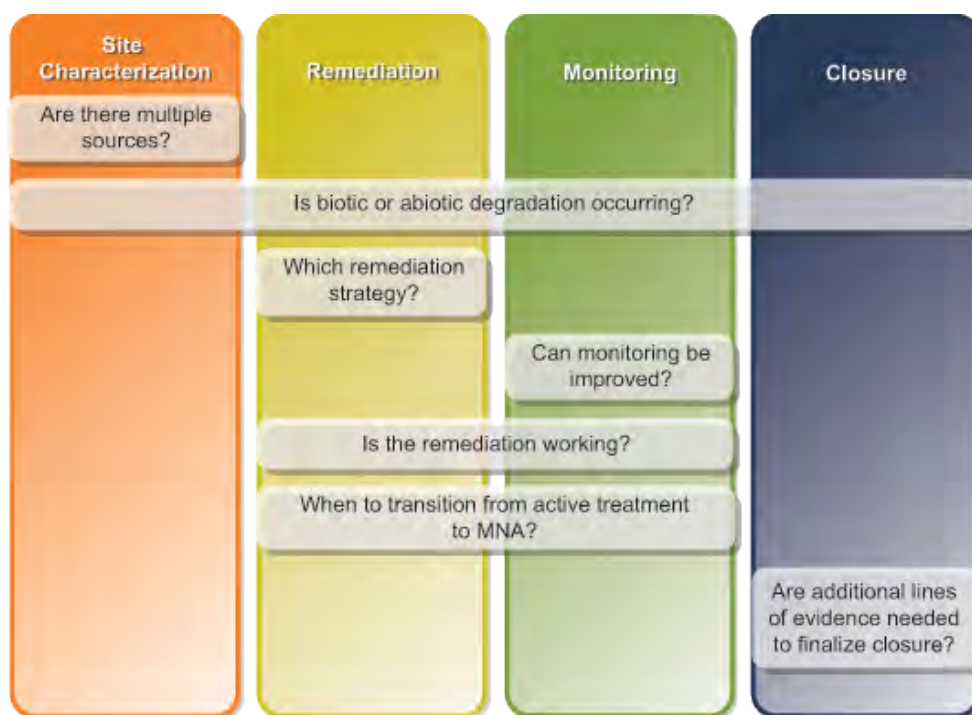 Site
Characterization
Remediation
Monitoring
Closure
Are there multiple
sources?
Is biotic or abiotic degradation occurring?
Which remediation
strategy?
Can monitoring be
improved?
Is the remediation working?
When to transition from active treatment
to MNA?
Are additional lines
of evidence needed
to finalize closure?